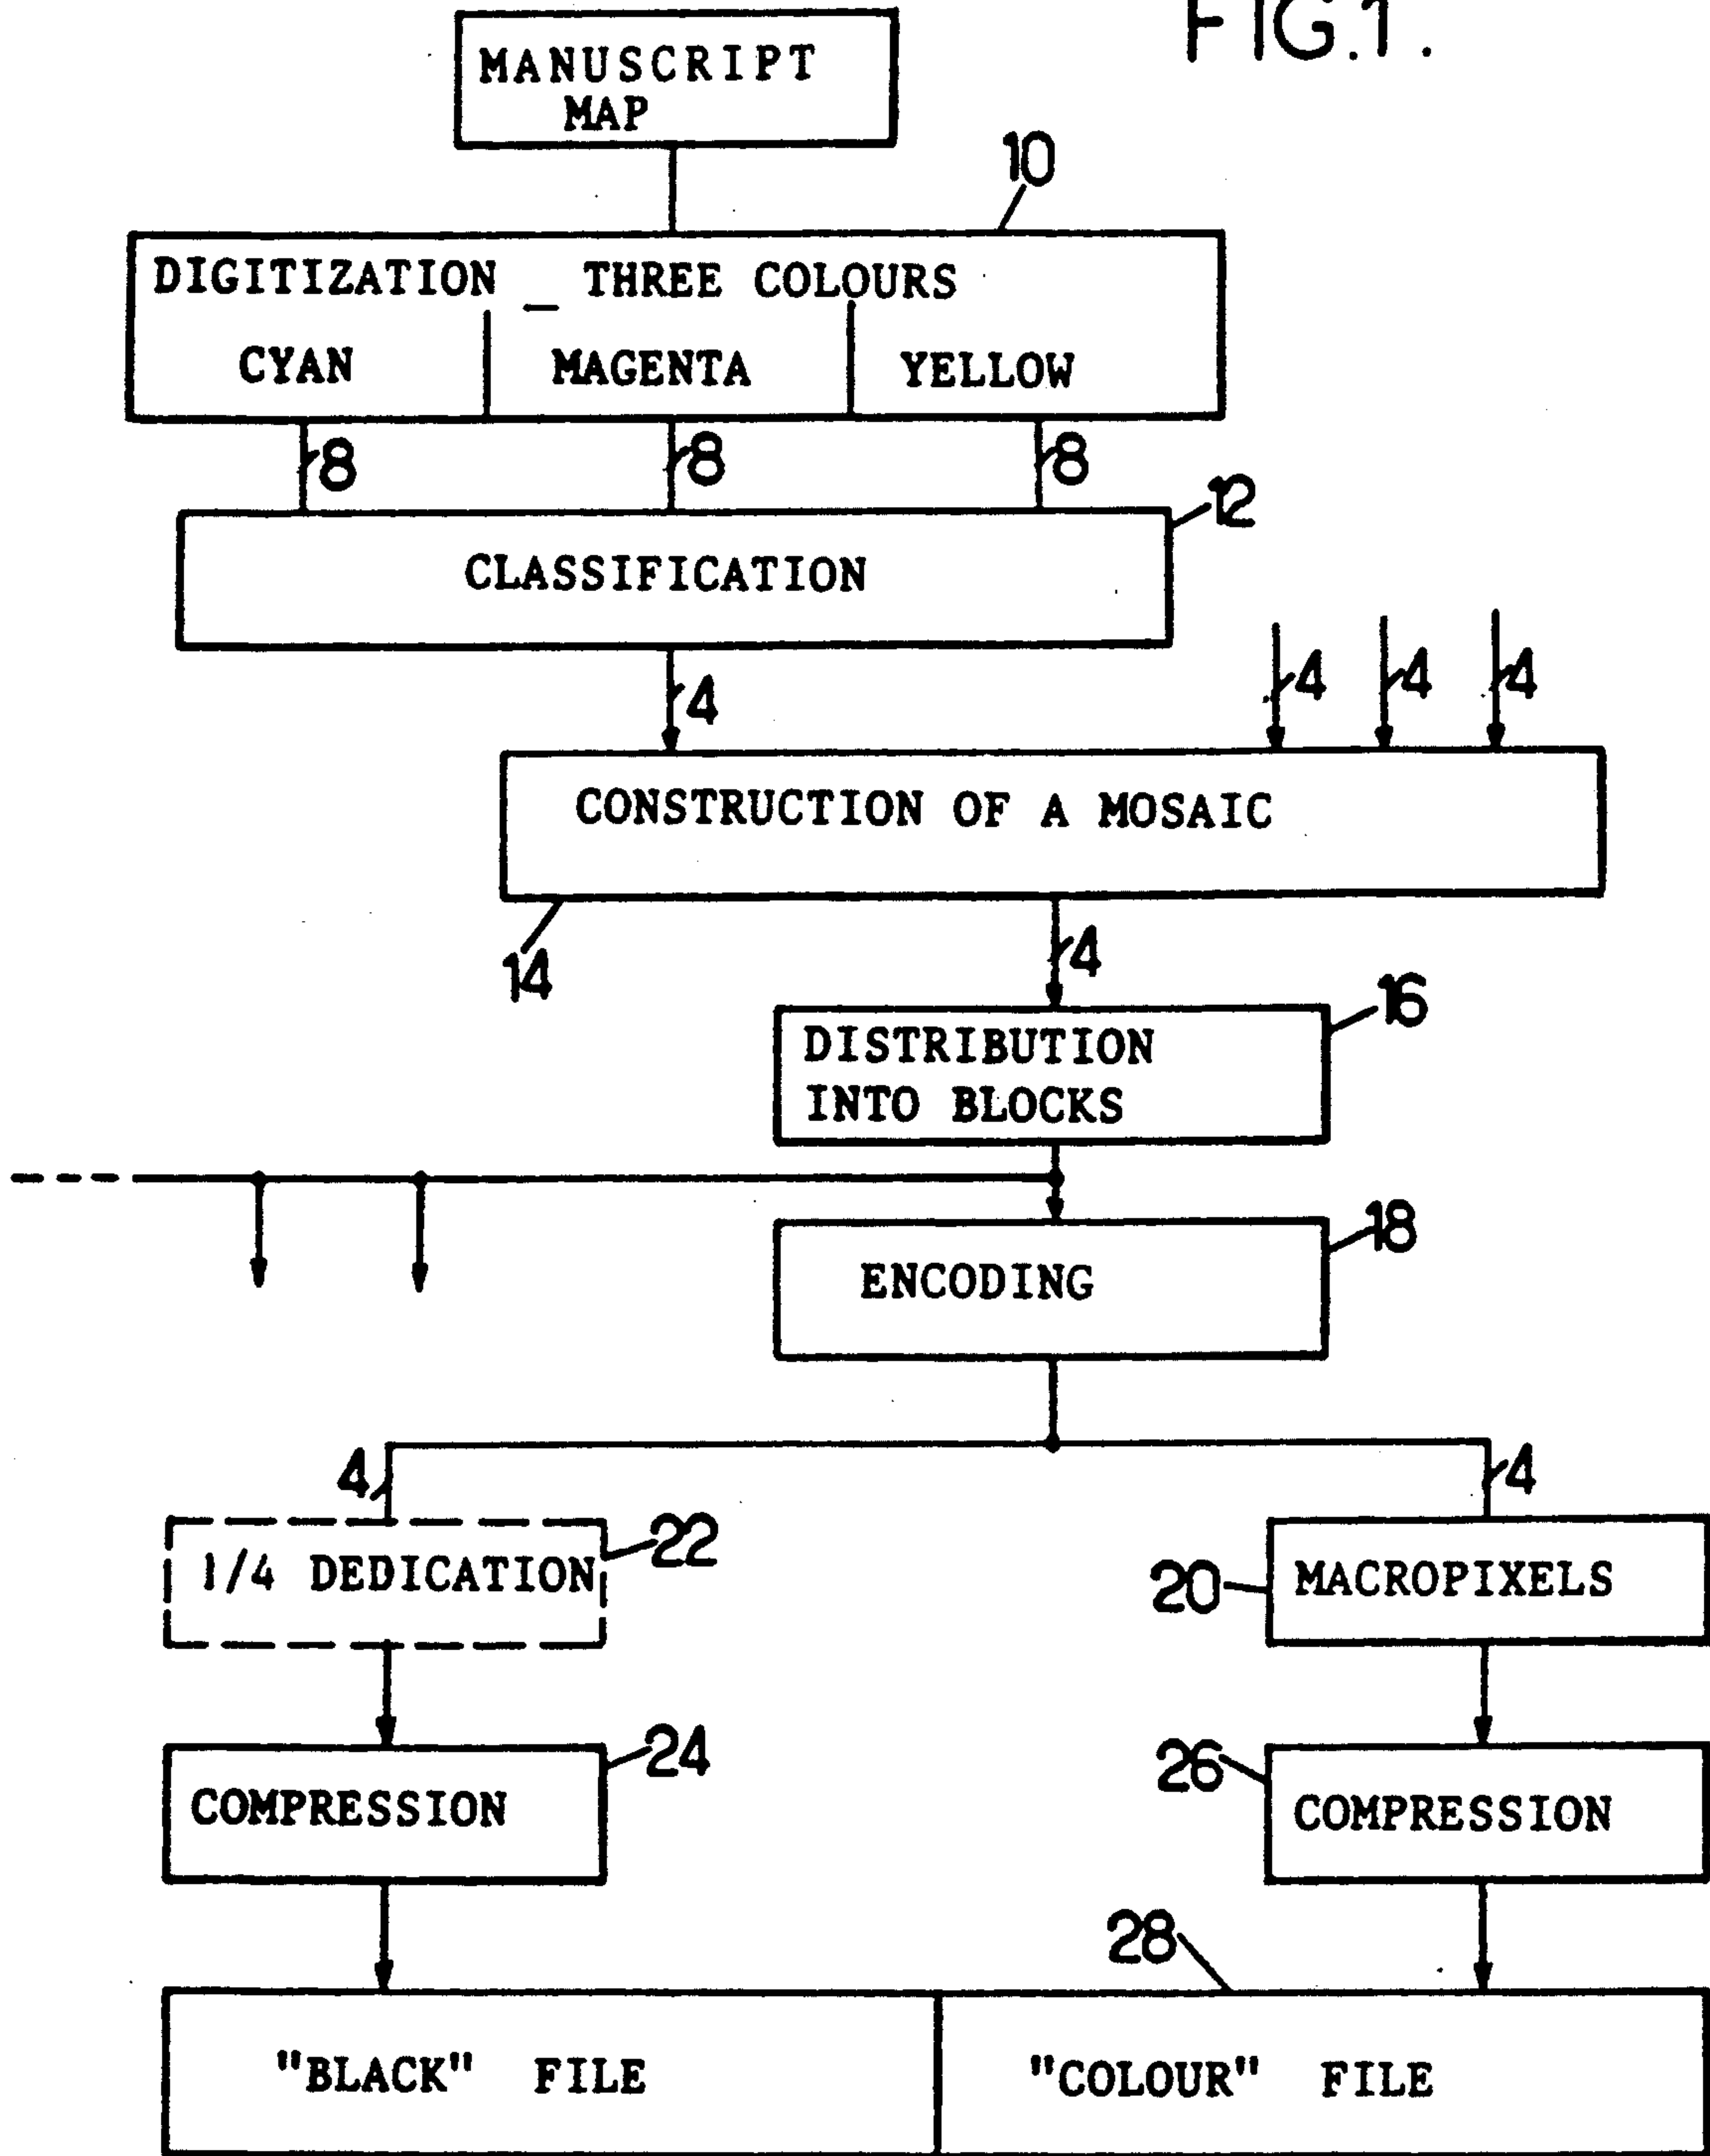 FIG.1.
MANUSCRIPT
MAP
10
DIGITIZATION _ THREE COLOURS
CYAN MAGENTA YELLOW
8 8 8
12
CLASSIFICATION
4 4 4
4
CONSTRUCTION OF A MOSAIC
14
4
16
DISTRIBUTION
INTO BLOCKS
18
ENCODING
4 4
22
1/4 DEDICATION
20
MACROPIXELS
24
COMPRESSION
26
COMPRESSION
28
"BLACK" FILE
"COLOUR" FILE